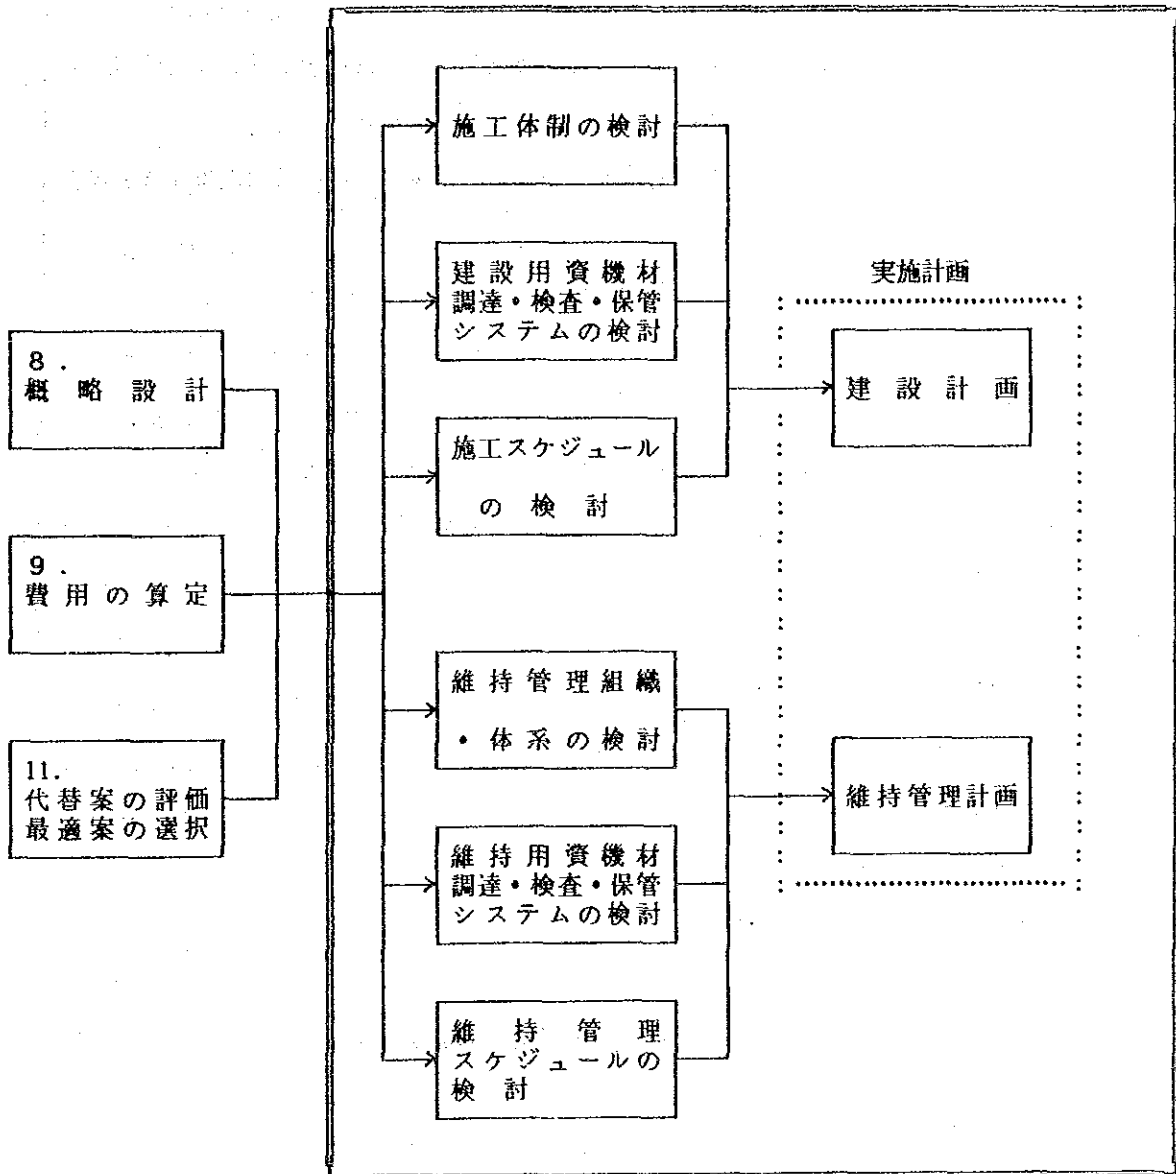 8.
概略設計
9.
費用の算定
11.
代替案の評価
最適案の選択
施工体制の検討
建設用資機材
調達・検査・保管
システムの検討
施工スケジュール
の検討
維持管理組織
・体系の検討
維持用資機材
調達・検査・保管
システムの検討
維持管理
スケジュールの
検討
実施計画
建設計画
維持管理計画